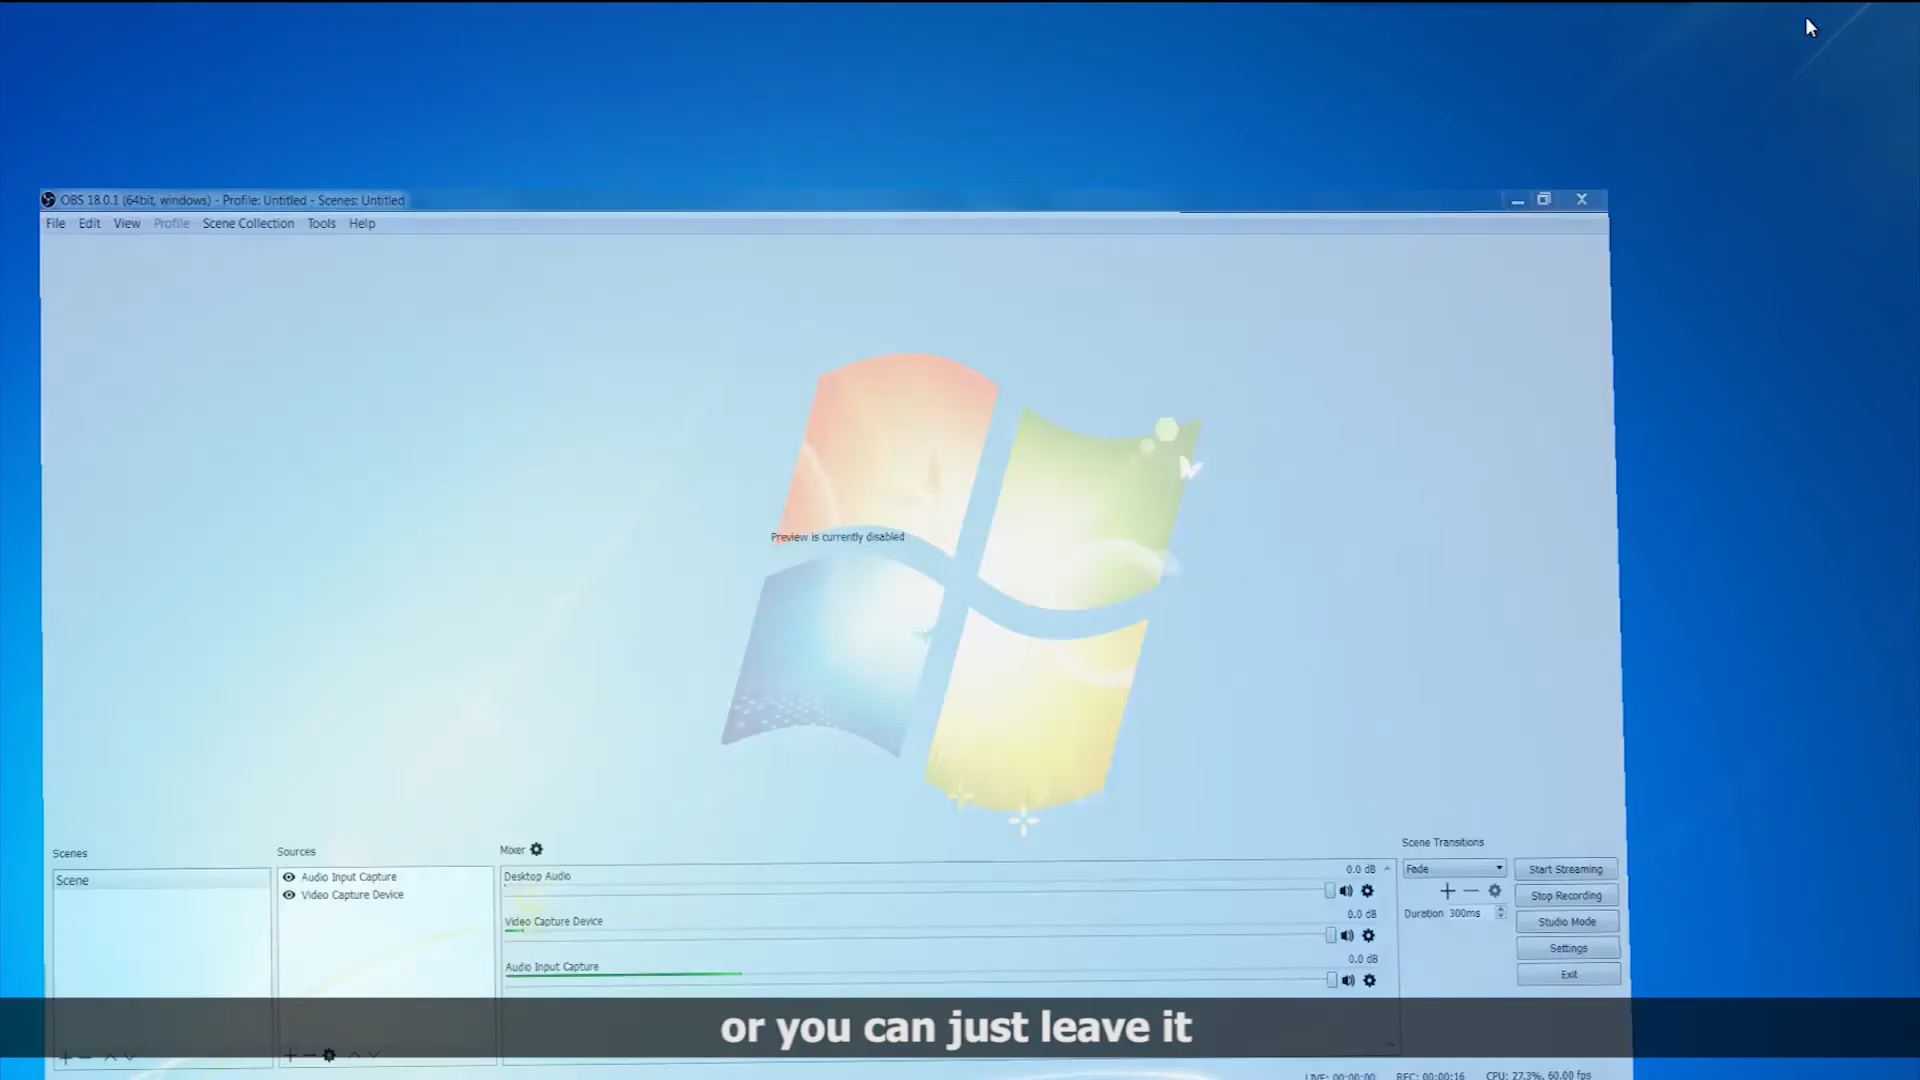 OBS 18.0.1 (64bit, windows) - Profile: Untitled - Scenes: Untitled
File Edit View Profile Scene Collection Tools Help
Preview is currently disabled
Scenes
Scene
Sources
Audio Input Capture
Video Capture Device
Mixer
Desktop Audio 0.0 dB
Video Capture Device 0.0 dB
Audio Input Capture 0.0 dB
Scene Transitions
Fade
Duration 300ms
Start Streaming
Stop Recording
Studio Mode
Settings
Exit
or you can just leave it
LIVE: 00:00:00 REC: 00:00:16 CPU: 27.3%, 60.00 fps